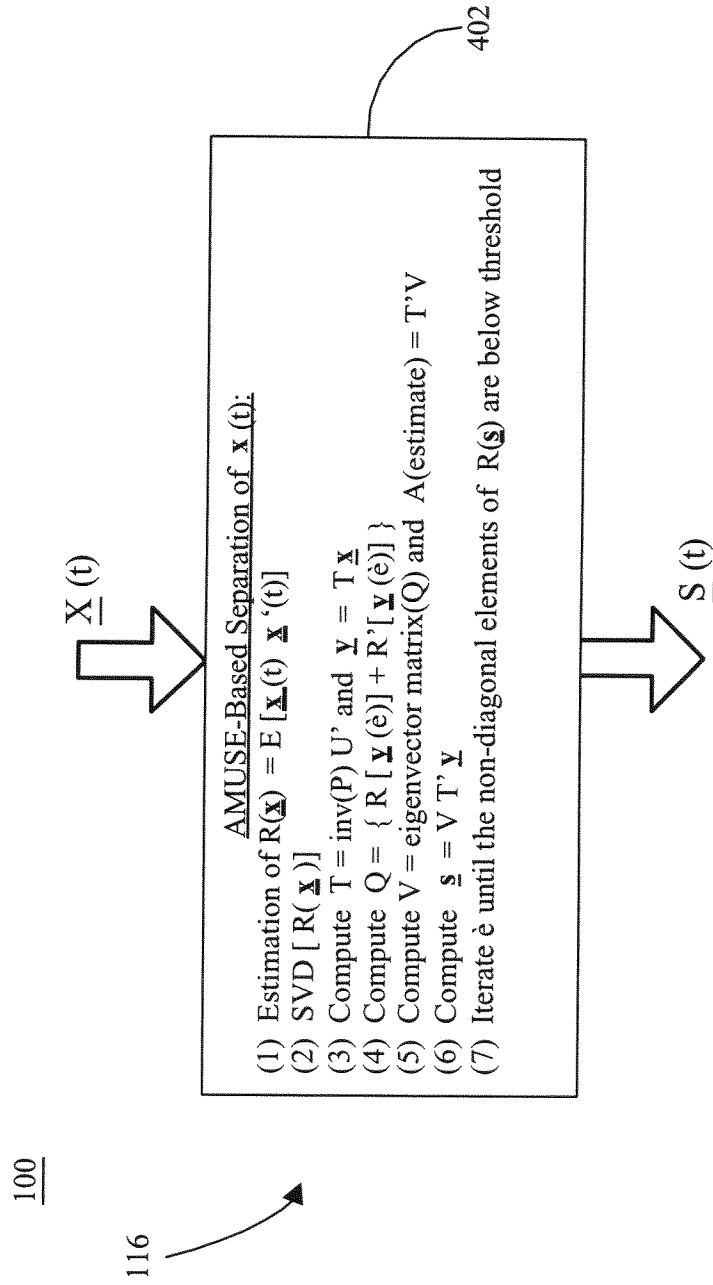 100
116
X (t)
AMUSE-Based Separation of x (t):
(1) Estimation of R(x) = E [x(t) x ‘(t)]
(2) SVD [ R( x )]
(3) Compute T = inv(P) U’ and y = Tx
(4) Compute Q = { R [ y (è)] + R’[ y (è)] }
(5) Compute V = eigenvector matrix(Q) and A(estimate) = T’V
(6) Compute s = V T’ y
(7) Iterate è until the non-diagonal elements of R(s) are below threshold
402
S (t)